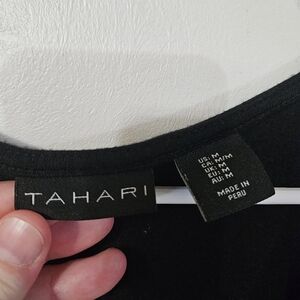 TAHARI
US: M
CA: M/M
UK: M
EU: M
AU: M
MADE IN
PERU